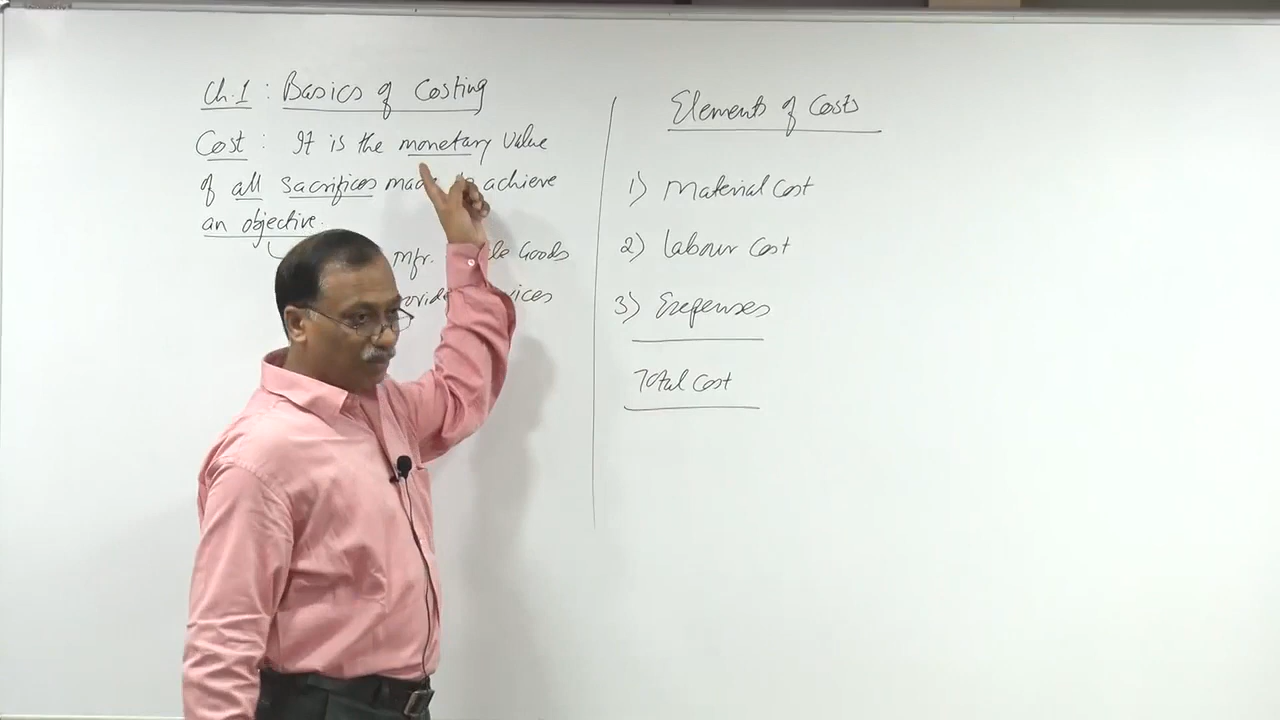 Ch.1 : Basics of Costing
Cost : It is the monetary value
of all sacrifices made to achieve
an objective.
Mfr. Goods
Elements of Costs
1) Material Cost
2) Labour Cost
3) Expenses
Total Cost